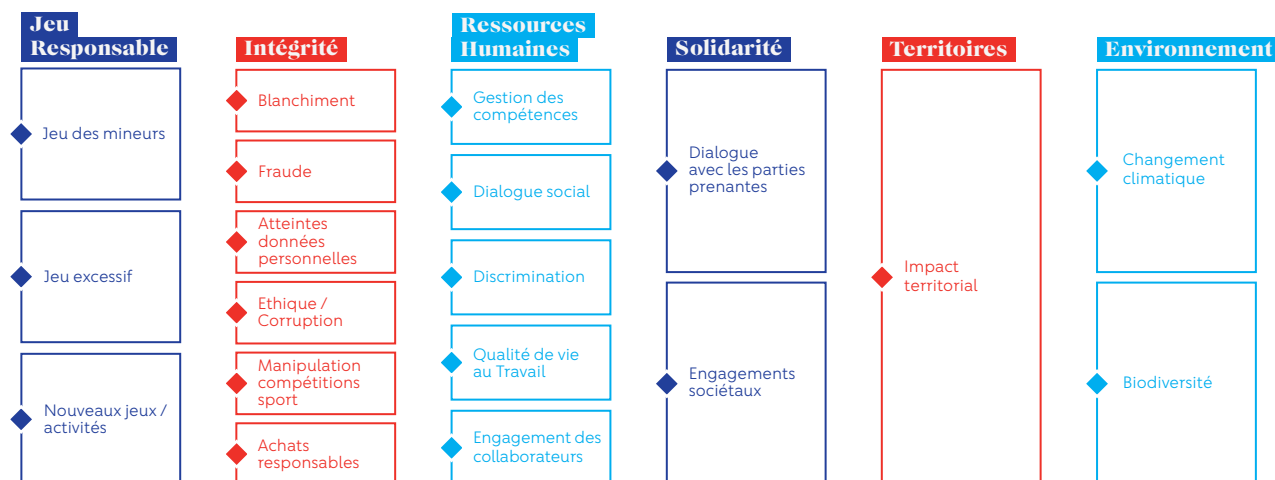 Jeu
Responsable
Jeu des mineurs
Jeu excessif
Nouveaux jeux /
activités
Intégrité
Blanchiment
Fraude
Atteintes
données
personnelles
Ethique /
Corruption
Manipulation
compétitions
sport
Achats
responsables
Ressources
Humaines
Gestion des
compétences
Dialogue social
Discrimination
Qualité de vie
au Travail
Engagement des
collaborateurs
Solidarité
Dialogue
avec les parties
prenantes
Engagements
sociétaux
Territoires
Impact
territorial
Environnement
Changement
climatique
Biodiversité